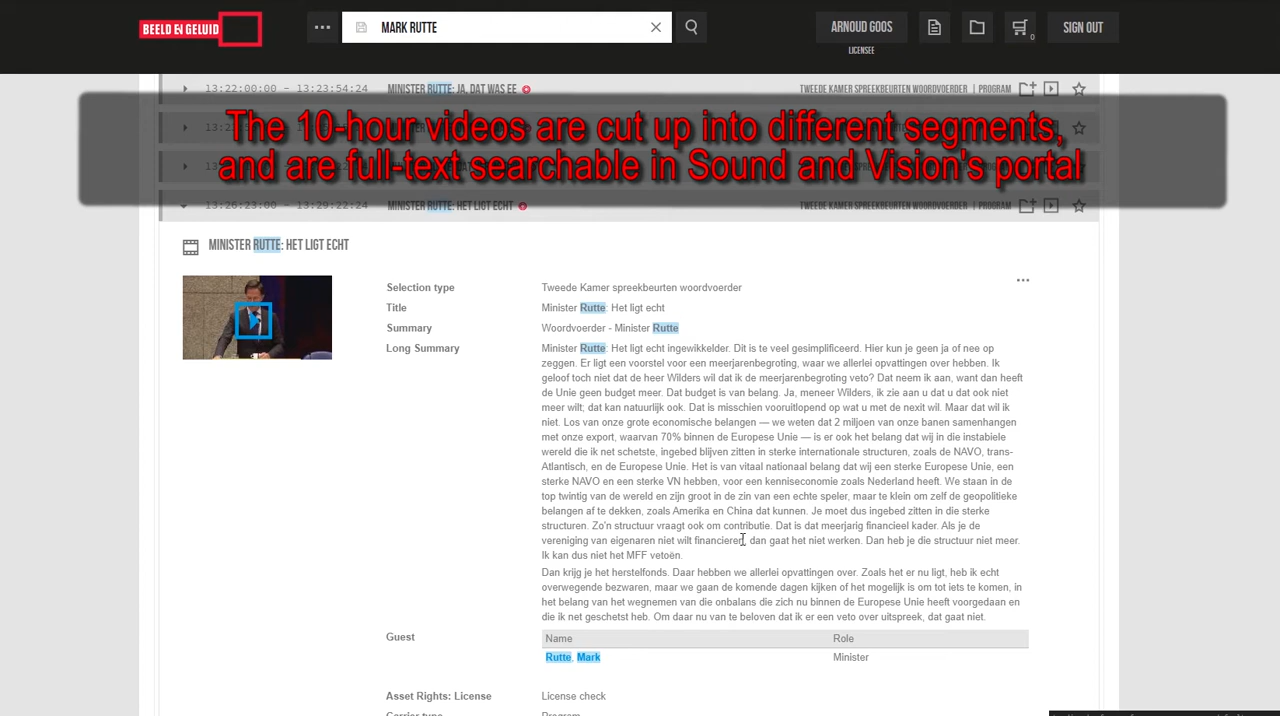 BEELD EN GELUID
MARK RUTTE
ARNOUD GOOS
LICENSEE
0
SIGN OUT
13:22:00:00 – 13:23:54:24 MINISTER RUTTE: JA, DAT WAS EE TWEEDE KAMER SPREEKBEURTEN WOORDVOERDER | PROGRAM
The 10-hour videos are cut up into different segments,
and are full-text searchable in Sound and Vision's portal
13:26:23:00 – 13:29:22:24 MINISTER RUTTE: HET LIGT ECHT TWEEDE KAMER SPREEKBEURTEN WOORDVOERDER | PROGRAM
MINISTER RUTTE: HET LIGT ECHT
Selection type Tweede Kamer spreekbeurten woordvoerder
Title Minister Rutte: Het ligt echt
Summary Woordvoerder - Minister Rutte
Long Summary Minister Rutte: Het ligt echt ingewikkelder. Dit is te veel gesimplificeerd. Hier kun je geen ja of nee op
zeggen. Er ligt een voorstel voor een meerjarenbegroting, waar we allerlei opvattingen over hebben. Ik
geloof toch niet dat de heer Wilders wil dat ik de meerjarenbegroting veto? Dat neem ik aan, want dan heeft
de Unie geen budget meer. Dat budget is van belang. Ja, meneer Wilders, ik zie aan u dat u dat ook niet
meer wilt; dat kan natuurlijk ook. Dat is misschien vooruitlopend op wat u met de nexit wil. Maar dat wil ik
niet. Los van onze grote economische belangen — we weten dat 2 miljoen van onze banen samenhangen
met onze export, waarvan 70% binnen de Europese Unie — is er ook het belang dat wij in die instabiele
wereld die ik net schetste, ingebed blijven zitten in sterke internationale structuren, zoals de NAVO, trans-
Atlantisch, en de Europese Unie. Het is van vitaal nationaal belang dat wij een sterke Europese Unie, een
sterke NAVO en een sterke VN hebben, voor een kenniseconomie zoals Nederland heeft. We staan in de
top twintig van de wereld en zijn groot in de zin van een echte speler, maar te klein om zelf de geopolitieke
belangen af te dekken, zoals Amerika en China dat kunnen. Je moet dus ingebed zitten in die sterke
structuren. Zo'n structuur vraagt ook om contributie. Dat is dat meerjarig financieel kader. Als je de
vereniging van eigenaren niet wilt financieren, dan gaat het niet werken. Dan heb je die structuur niet meer.
Ik kan dus niet het MFF vetoën.
Dan krijg je het herstelfonds. Daar hebben we allerlei opvattingen over. Zoals het er nu ligt, heb ik echt
overwegende bezwaren, maar we gaan de komende dagen kijken of het mogelijk is om tot iets te komen, in
het belang van het wegnemen van die onbalans die zich nu binnen de Europese Unie heeft voorgedaan en
die ik net geschetst heb. Om daar nu van te beloven dat ik er een veto over uitspreek, dat gaat niet.
Guest Name Role
Rutte, Mark Minister
Asset Rights: License License check
Carrier type Program